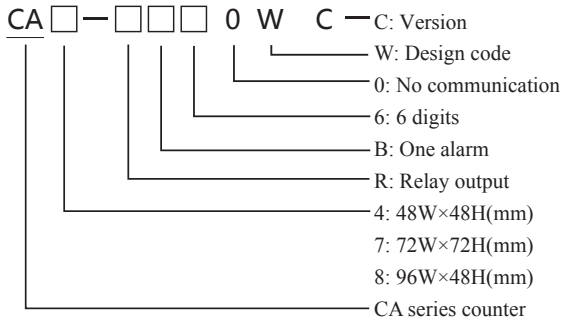 CA□-□□□0WC C: Version
W: Design code
0: No communication
6: 6 digits
B: One alarm
R: Relay output
4: 48W×48H(mm)
7: 72W×72H(mm)
8: 96W×48H(mm)
CA series counter